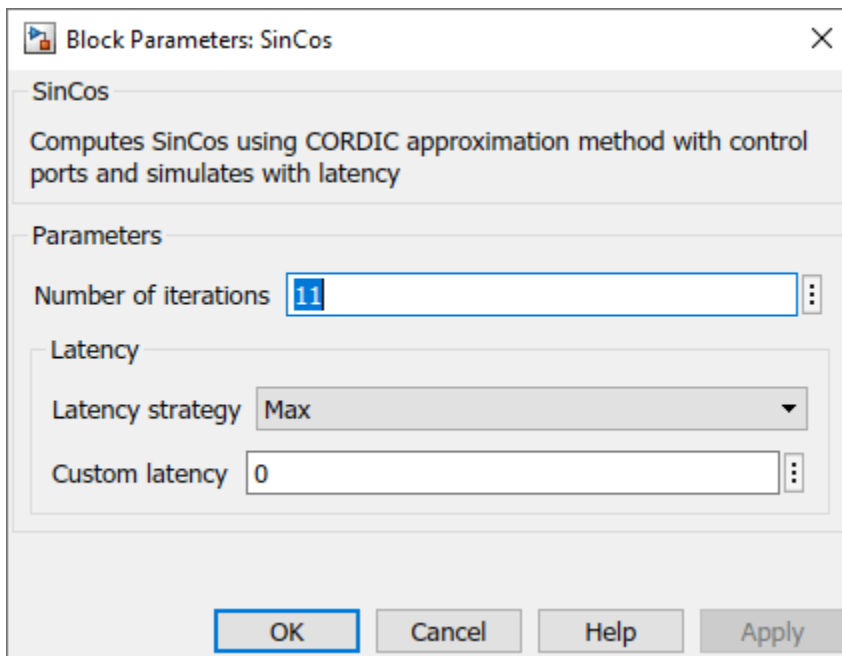 Block Parameters: SinCos
SinCos
Computes SinCos using CORDIC approximation method with control
ports and simulates with latency
Parameters
Number of iterations 11
Latency
Latency strategy Max
Custom latency 0
OK Cancel Help Apply